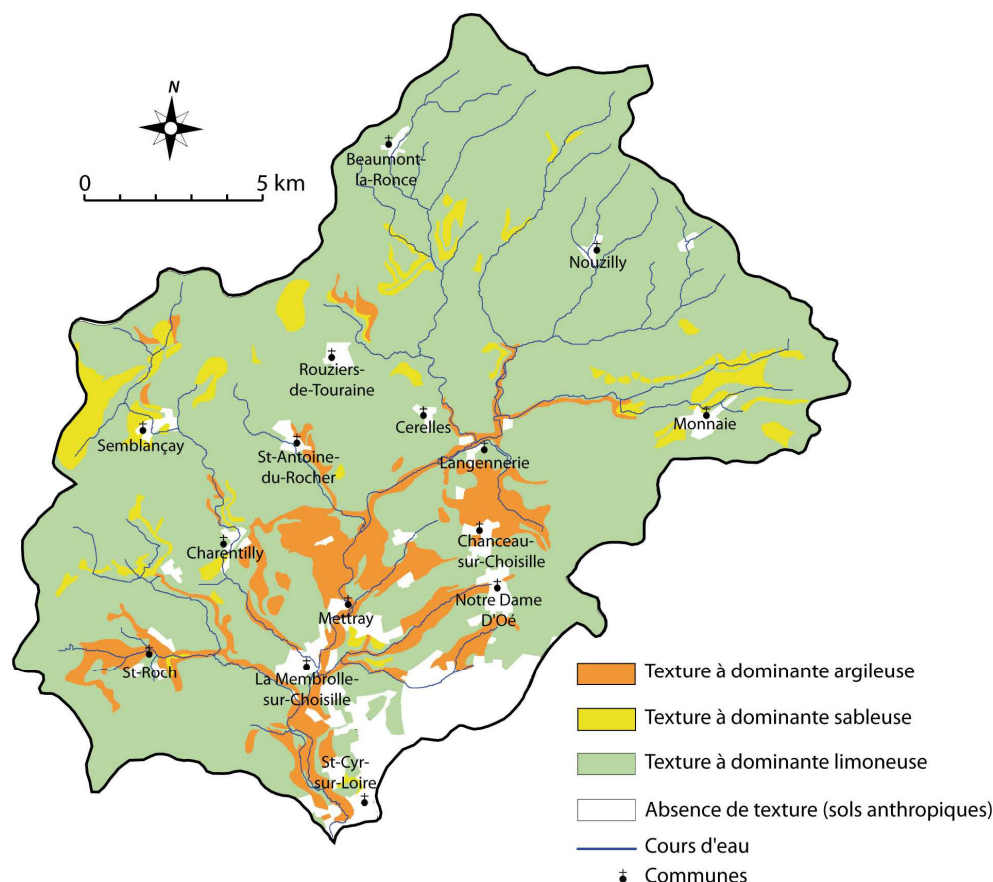 N
0 5 km
Beaumont-
la-Ronce
Nouzilly
Rouziers-
de-Touraine
Cerelles
Monnaie
Semblançay
St-Antoine-
du-Rocher
Langennerie
Charentilly
Chanceau-
sur-Choisille
Mettray
Notre Dame
D'Oé
St-Roch
La Membrolle-
sur-Choisille
St-Cyr-
sur-Loire
Texture à dominante argileuse
Texture à dominante sableuse
Texture à dominante limoneuse
Absence de texture (sols anthropiques)
Cours d'eau
Communes